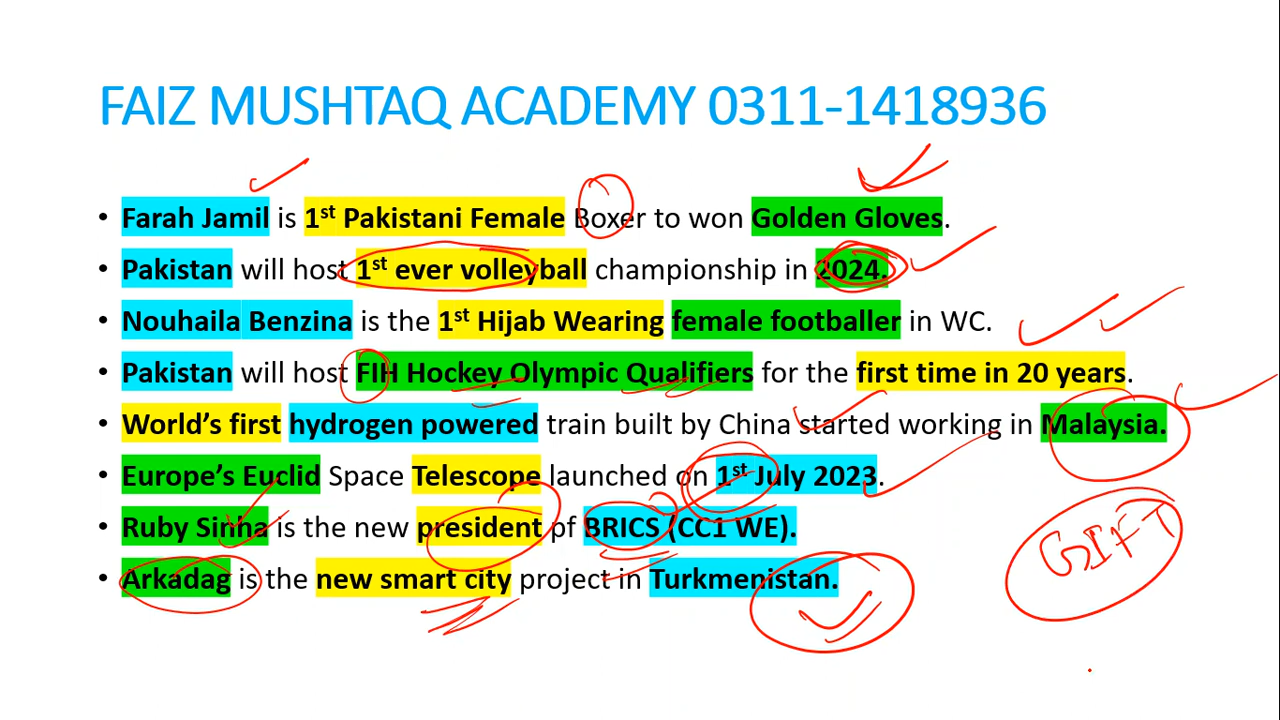 FAIZ MUSHTAQ ACADEMY 0311-1418936
• Farah Jamil is 1st Pakistani Female Boxer to won Golden Gloves.
• Pakistan will host 1st ever volleyball championship in 2024.
• Nouhaila Benzina is the 1st Hijab Wearing female footballer in WC.
• Pakistan will host FIH Hockey Olympic Qualifiers for the first time in 20 years.
• World's first hydrogen powered train built by China started working in Malaysia.
• Europe's Euclid Space Telescope launched on 1st July 2023.
• Ruby Sinha is the new president pf BRICS (CC1 WE).
• Arkadag is the new smart city project in Turkmenistan.
GIFT